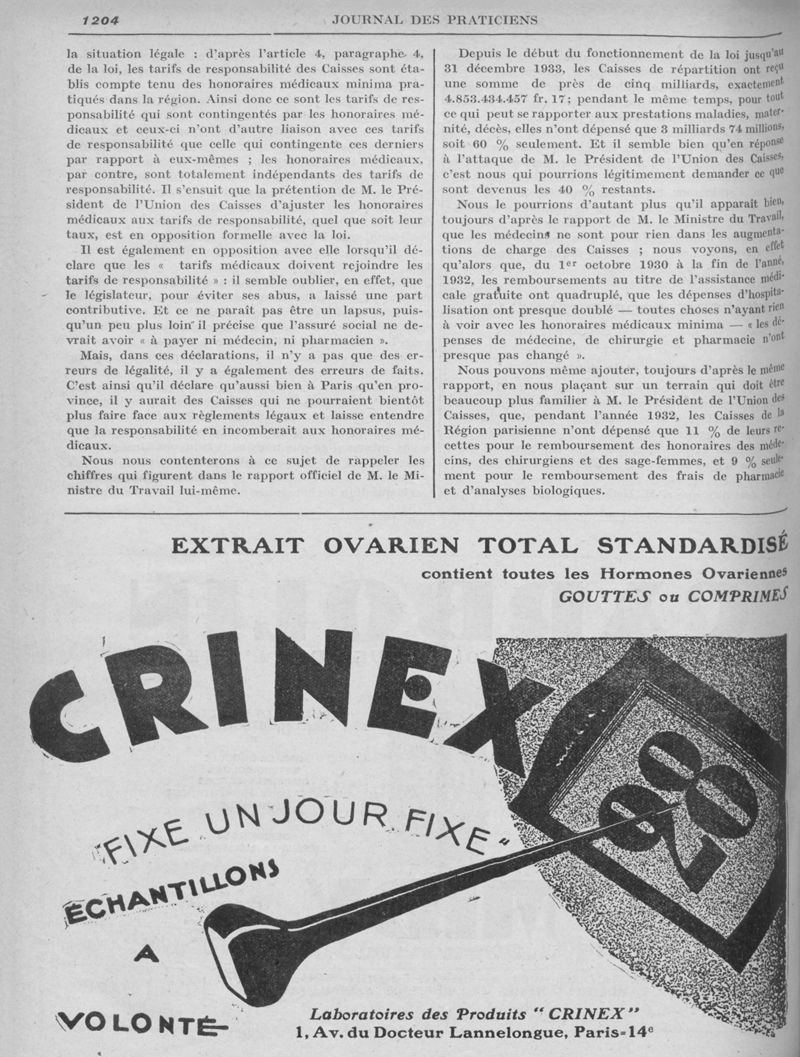 1204
JOURNAL DES PRATICIENS
la situation légale : d'après l'article 4, paragraphe 4,
de la loi, les tarifs de responsabilité des Caisses sont éta-
blis compte tenu des honoraires médicaux minima pra-
tiqués dans la région. Ainsi donc ce sont les tarifs de res-
ponsabilité qui sont contingentés par les honoraires mé-
dicaux et ceux-ci n'ont d'autre liaison avec ces tarifs
de responsabilité que celle qui contingente ces derniers
par rapport à eux-mêmes ; les honoraires médicaux,
par contre, sont totalement indépendants des tarifs de
responsabilité. Il s'ensuit que la prétention de M. le Pré-
sident de l'Union des Caisses d'ajuster les honoraires
médicaux aux tarifs de responsabilité, quel que soit leur
taux, est en opposition formelle avec la loi.
Il est également en opposition avec elle lorsqu'il dé-
clare que les « tarifs médicaux doivent rejoindre les
tarifs de responsabilité » : il semble oublier, en effet, que
le législateur, pour éviter ses abus, a laissé une part
contributive. Et ce ne paraît pas être un lapsus, puis-
qu'un peu plus loin il précise que l'assuré social ne de-
vrait avoir « à payer ni médecin, ni pharmacien ».
Mais, dans ces déclarations, il n'y a pas que des er-
reurs de légalité, il y a également des erreurs de faits.
C'est ainsi qu'il déclare qu'aussi bien à Paris qu'en pro-
vince, il y aurait des Caisses qui ne pourraient bientôt
plus faire face aux règlements légaux et laisse entendre
que la responsabilité en incomberait aux honoraires mé-
dicaux.
Nous nous contenterons à ce sujet de rappeler les
chiffres qui figurent dans le rapport officiel de M. le Mi-
nistre du Travail lui-même.
Depuis le début du fonctionnement de la loi jusqu'au
31 décembre 1933, les Caisses de répartition ont reçu
une somme de près de cinq milliards, exactement
4.853.434.457 fr. 17 ; pendant le même temps, pour tout
ce qui peut se rapporter aux prestations maladies, mater-
nité, décès, elles n'ont dépensé que 3 milliards 74 millions,
soit 60 % seulement. Et il semble bien qu'en réponse
à l'attaque de M. le Président de l'Union des Caisses,
c'est nous qui pourrions légitimement demander ce que
sont devenus les 40 % restants.
Nous le pourrions d'autant plus qu'il apparaît bien,
toujours d'après le rapport de M. le Ministre du Travail,
que les médecins ne sont pour rien dans les augmenta-
tions de charge des Caisses ; nous voyons, en effet
qu'alors que, du 1er octobre 1930 à la fin de l'anné,
1932, les remboursements au titre de l'assistance médi-
cale gratuite ont quadruplé, que les dépenses d'hospita-
lisation ont presque doublé — toutes choses n'ayant rien
à voir avec les honoraires médicaux minima — « les dé-
penses de médecine, de chirurgie et pharmacie n'ont
presque pas changé ».
Nous pouvons même ajouter, toujours d'après le même
rapport, en nous plaçant sur un terrain qui doit être
beaucoup plus familier à M. le Président de l'Union des
Caisses, que, pendant l'année 1932, les Caisses de la
Région parisienne n'ont dépensé que 11 % de leurs re-
cettes pour le remboursement des honoraires des méde-
cins, des chirurgiens et des sage-femmes, et 9 % seule-
ment pour le remboursement des frais de pharmacie
et d'analyses biologiques.
EXTRAIT OVARIEN TOTAL STANDARDISÉ
contient toutes les Hormones Ovariennes
GOUTTES ou COMPRIMES
CRINEX
28
"FIXE UN JOUR FIXE"
ÉCHANTILLONS
A
VOLONTÉ
Laboratoires des Produits "CRINEX"
1, Av. du Docteur Lannelongue, Paris-14e